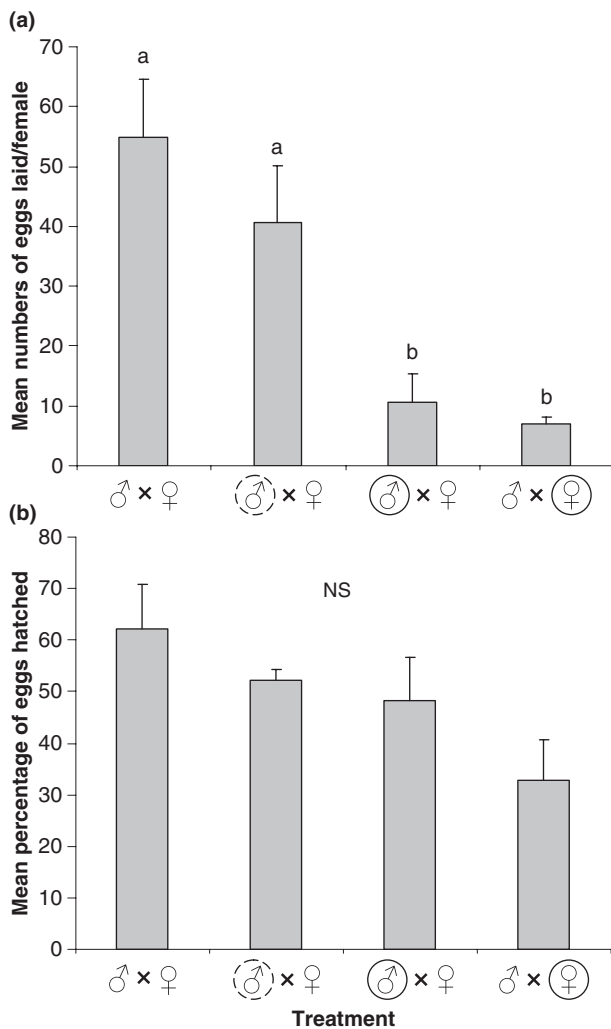 (a)
Mean numbers of eggs laid/female
70
60
50
40
30
20
10
0
a
a
b
b
♂ × ♀
♂ × ♀
♂ × ♀
♂ × ♀
(b)
Mean percentage of eggs hatched
80
70
60
50
40
30
20
10
0
NS
♂ × ♀
♂ × ♀
♂ × ♀
♂ × ♀
Treatment